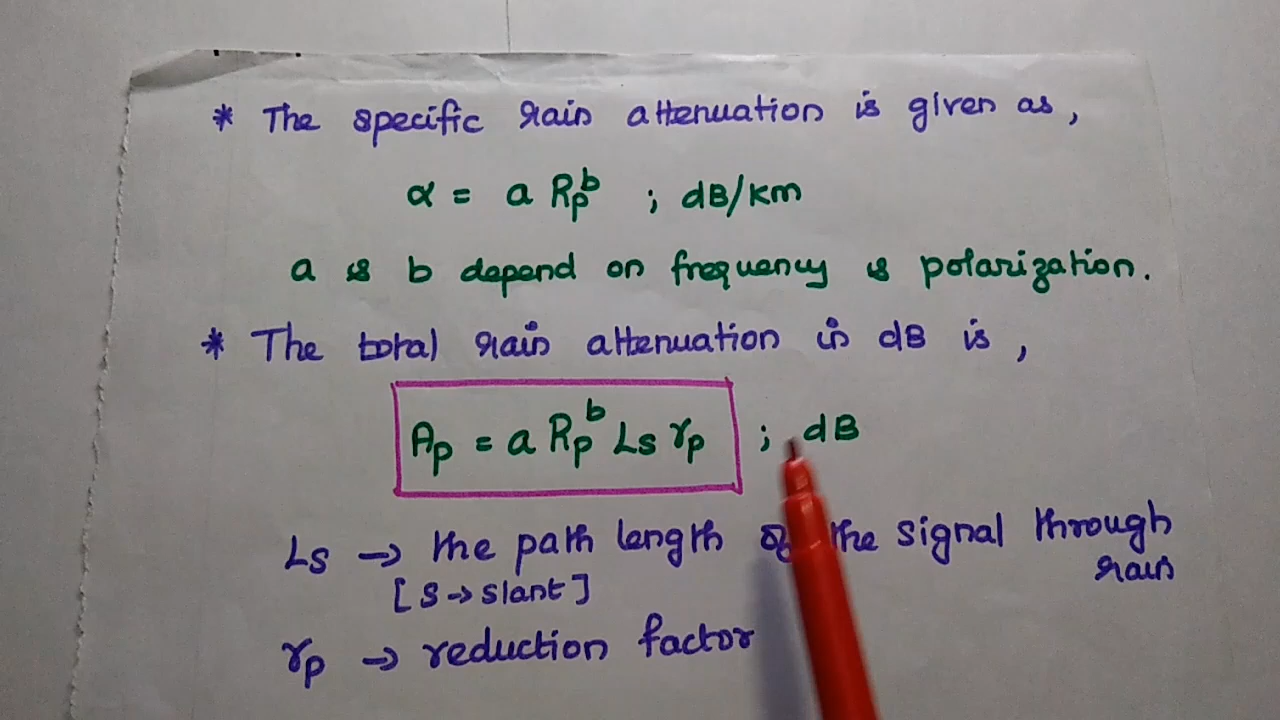 * The specific rain attenuation is given as,
α = a Rp^b ; dB/km
a & b depend on frequency & polarization.
* The total rain attenuation in dB is,
Ap = a Rp^b Ls rp ; dB
Ls → the path length of the signal through
rain
[s → slant]
rp → reduction factor